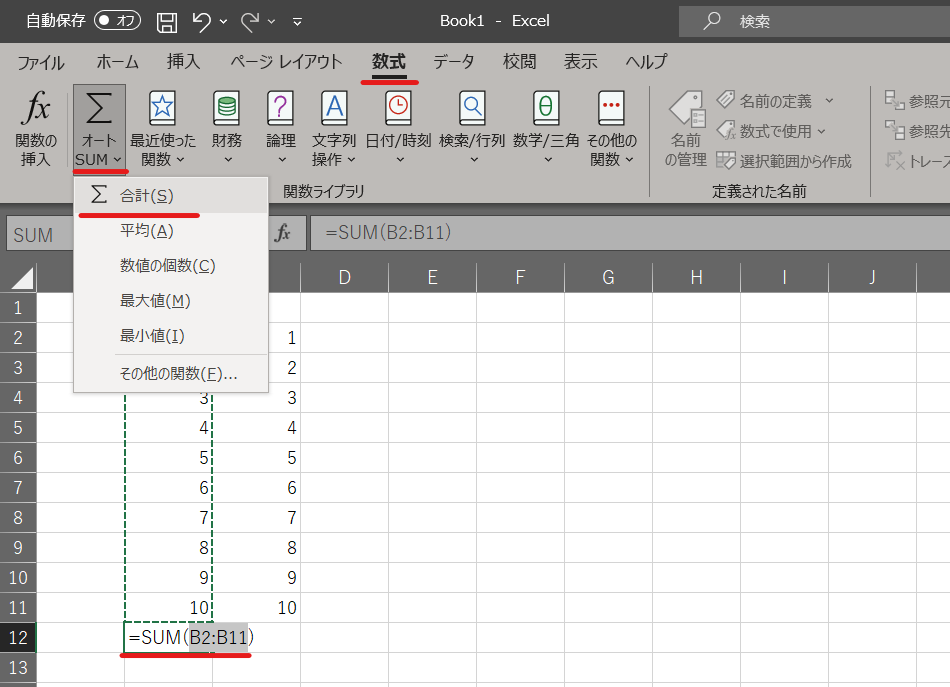 自動保存 オフ Book1 - Excel 検索
ファイル ホーム 挿入 ページ レイアウト 数式 データ 校閲 表示 ヘルプ
fx Σ θ
関数の オート 最近使った 財務 論理 文字列 日付/時刻 検索/行列 数学/三角 その他の
挿入 SUM 関数 操作 関数
名前 の管理
名前の定義
数式で使用
選択範囲から作成
参照元
参照先
トレース
関数ライブラリ 定義された名前
SUM fx =SUM(B2:B11)
Σ 合計(S)
平均(A)
数値の個数(C)
最大値(M)
最小値(I)
その他の関数(F)...
D E F G H I J
1
2 1
3 2
4 3 3
5 4 4
6 5 5
7 6 6
8 7 7
9 8 8
10 9 9
11 10 10
12 =SUM(B2:B11)
13